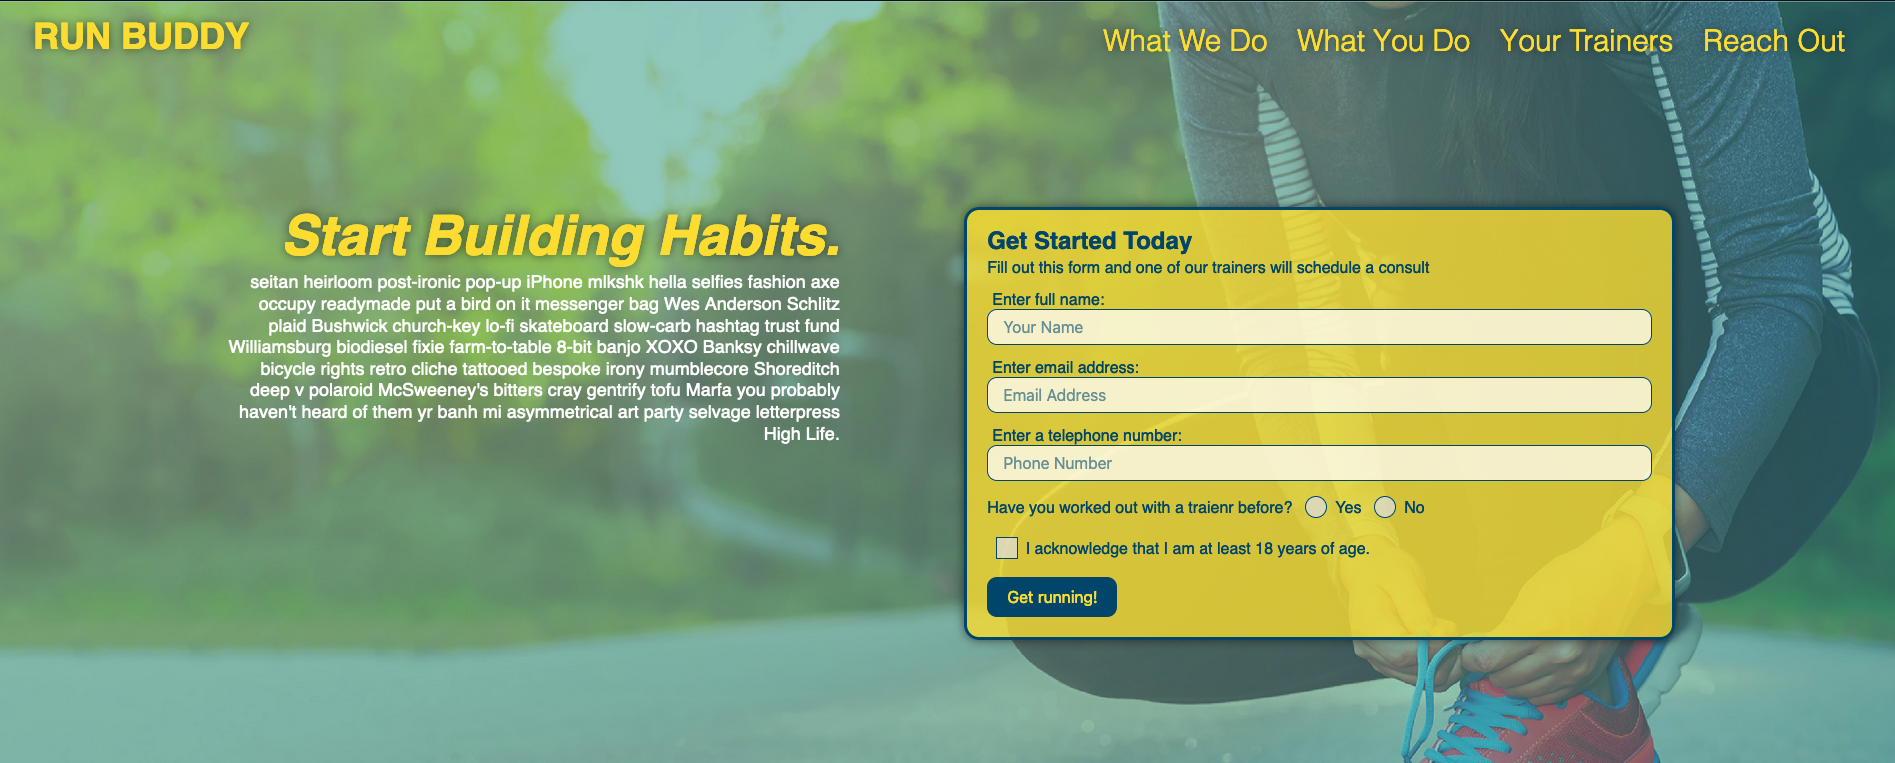 RUN BUDDY
What We Do
What You Do
Your Trainers
Reach Out
Start Building Habits.
seitan heirloom post-ironic pop-up iPhone mlkshk hella selfies fashion axe
occupy readymade put a bird on it messenger bag Wes Anderson Schlitz
plaid Bushwick church-key lo-fi skateboard slow-carb hashtag trust fund
Williamsburg biodiesel fixie farm-to-table 8-bit banjo XOXO Banksy chillwave
bicycle rights retro cliche tattooed bespoke irony mumblecore Shoreditch
deep v polaroid McSweeney's bitters cray gentrify tofu Marfa you probably
haven't heard of them yr banh mi asymmetrical art party selvage letterpress
High Life.
Get Started Today
Fill out this form and one of our trainers will schedule a consult
Enter full name:
Your Name
Enter email address:
Email Address
Enter a telephone number:
Phone Number
Have you worked out with a traienr before? Yes No
I acknowledge that I am at least 18 years of age.
Get running!